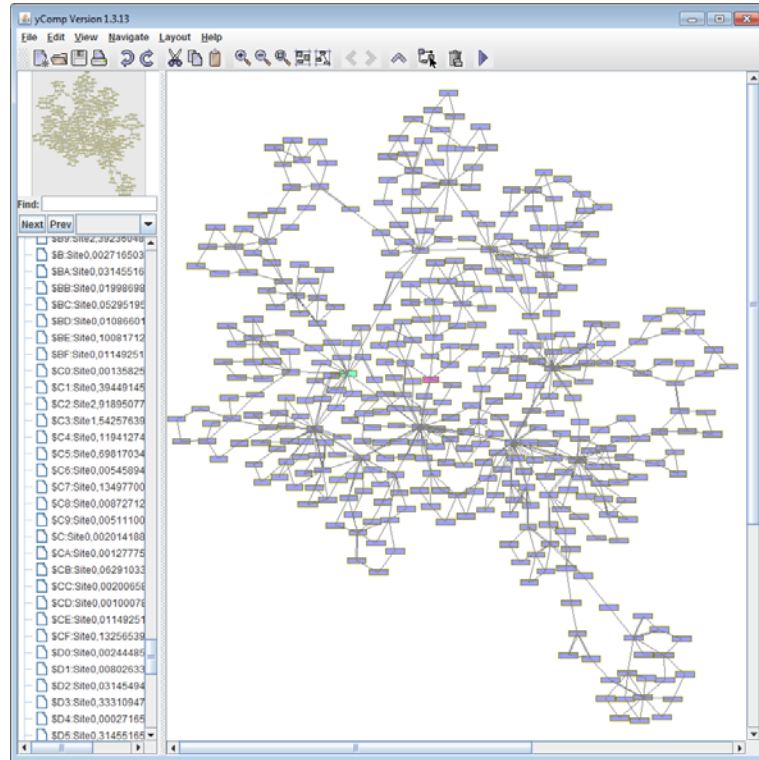 yComp Version 1.3.13
File Edit View Navigate Layout Help
Find:
Next Prev
$B9:Site2,39236048
$B:Site0,002716503
$BA:Site0,03145516
$BB:Site0,01998698
$BC:Site0,05295195
$BD:Site0,01086601
$BE:Site0,10081712
$BF:Site0,01149251
$C0:Site0,00135825
$C1:Site0,39449145
$C2:Site2,91895077
$C3:Site1,54257639
$C4:Site0,11941274
$C5:Site0,69817034
$C6:Site0,00545894
$C7:Site0,13497700
$C8:Site0,00872712
$C9:Site0,00511100
$C:Site0,002014188
$CA:Site0,00127775
$CB:Site0,06291033
$CC:Site0,00200658
$CD:Site0,00100078
$CE:Site0,01149251
$CF:Site0,13256539
$D0:Site0,00244485
$D1:Site0,00802633
$D2:Site0,03145494
$D3:Site0,33310947
$D4:Site0,00027165
$D5:Site0,31455165